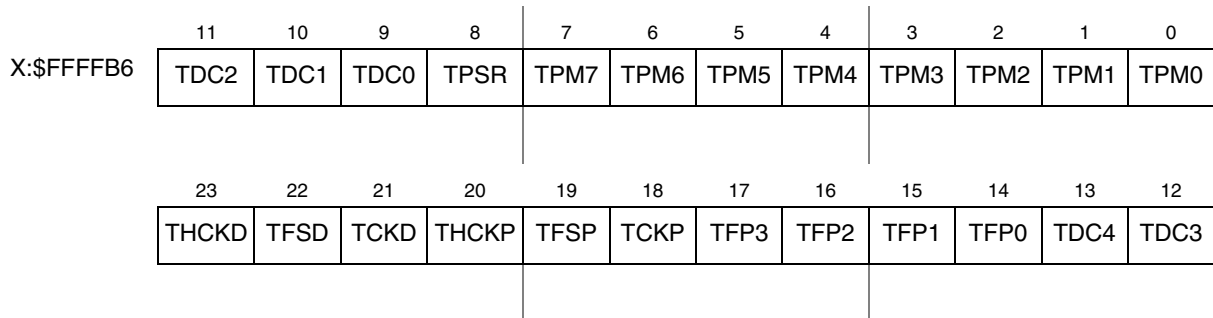 11 10 9 8 7 6 5 4 3 2 1 0
X:$FFFFB6 TDC2 TDC1 TDC0 TPSR TPM7 TPM6 TPM5 TPM4 TPM3 TPM2 TPM1 TPM0
23 22 21 20 19 18 17 16 15 14 13 12
THCKD TFSD TCKD THCKP TFSP TCKP TFP3 TFP2 TFP1 TFP0 TDC4 TDC3